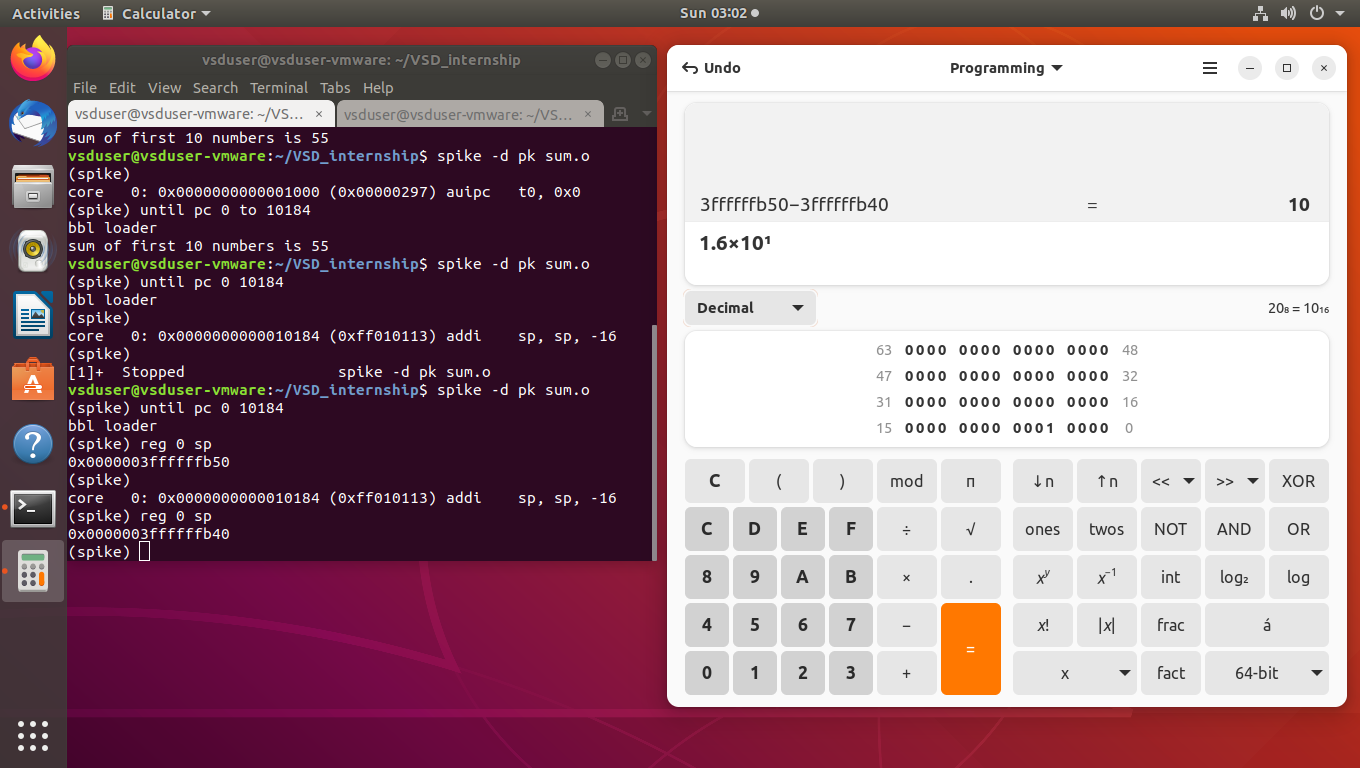 Activities Calculator Sun 03:02
vsduser@vsduser-vmware: ~/VSD_internship
File Edit View Search Terminal Tabs Help
vsduser@vsduser-vmware: ~/VS... × vsduser@vsduser-vmware: ~/VS... ×
sum of first 10 numbers is 55
vsduser@vsduser-vmware:~/VSD_internship$ spike -d pk sum.o
(spike)
core   0: 0x0000000000001000 (0x00000297) auipc   t0, 0x0
(spike) until pc 0 to 10184
bbl loader
sum of first 10 numbers is 55
vsduser@vsduser-vmware:~/VSD_internship$ spike -d pk sum.o
(spike) until pc 0 10184
bbl loader
(spike)
core   0: 0x0000000000010184 (0xff010113) addi    sp, sp, -16
(spike)
[1]+  Stopped                 spike -d pk sum.o
vsduser@vsduser-vmware:~/VSD_internship$ spike -d pk sum.o
(spike) until pc 0 10184
bbl loader
(spike) reg 0 sp
0x0000003ffffffb50
(spike)
core   0: 0x0000000000010184 (0xff010113) addi    sp, sp, -16
(spike) reg 0 sp
0x0000003ffffffb40
(spike)
Undo Programming
3ffffffb50−3ffffffb40 = 10
1.6×10¹
Decimal 20₈ = 10₁₆
63 0000 0000 0000 0000 48
47 0000 0000 0000 0000 32
31 0000 0000 0000 0000 16
15 0000 0000 0001 0000 0
C ( ) mod π ↓n ↑n << >> XOR
C D E F ÷ √ ones twos NOT AND OR
8 9 A B × . xʸ x⁻¹ int log₂ log
4 5 6 7 − = x! |x| frac á
0 1 2 3 + x fact 64-bit